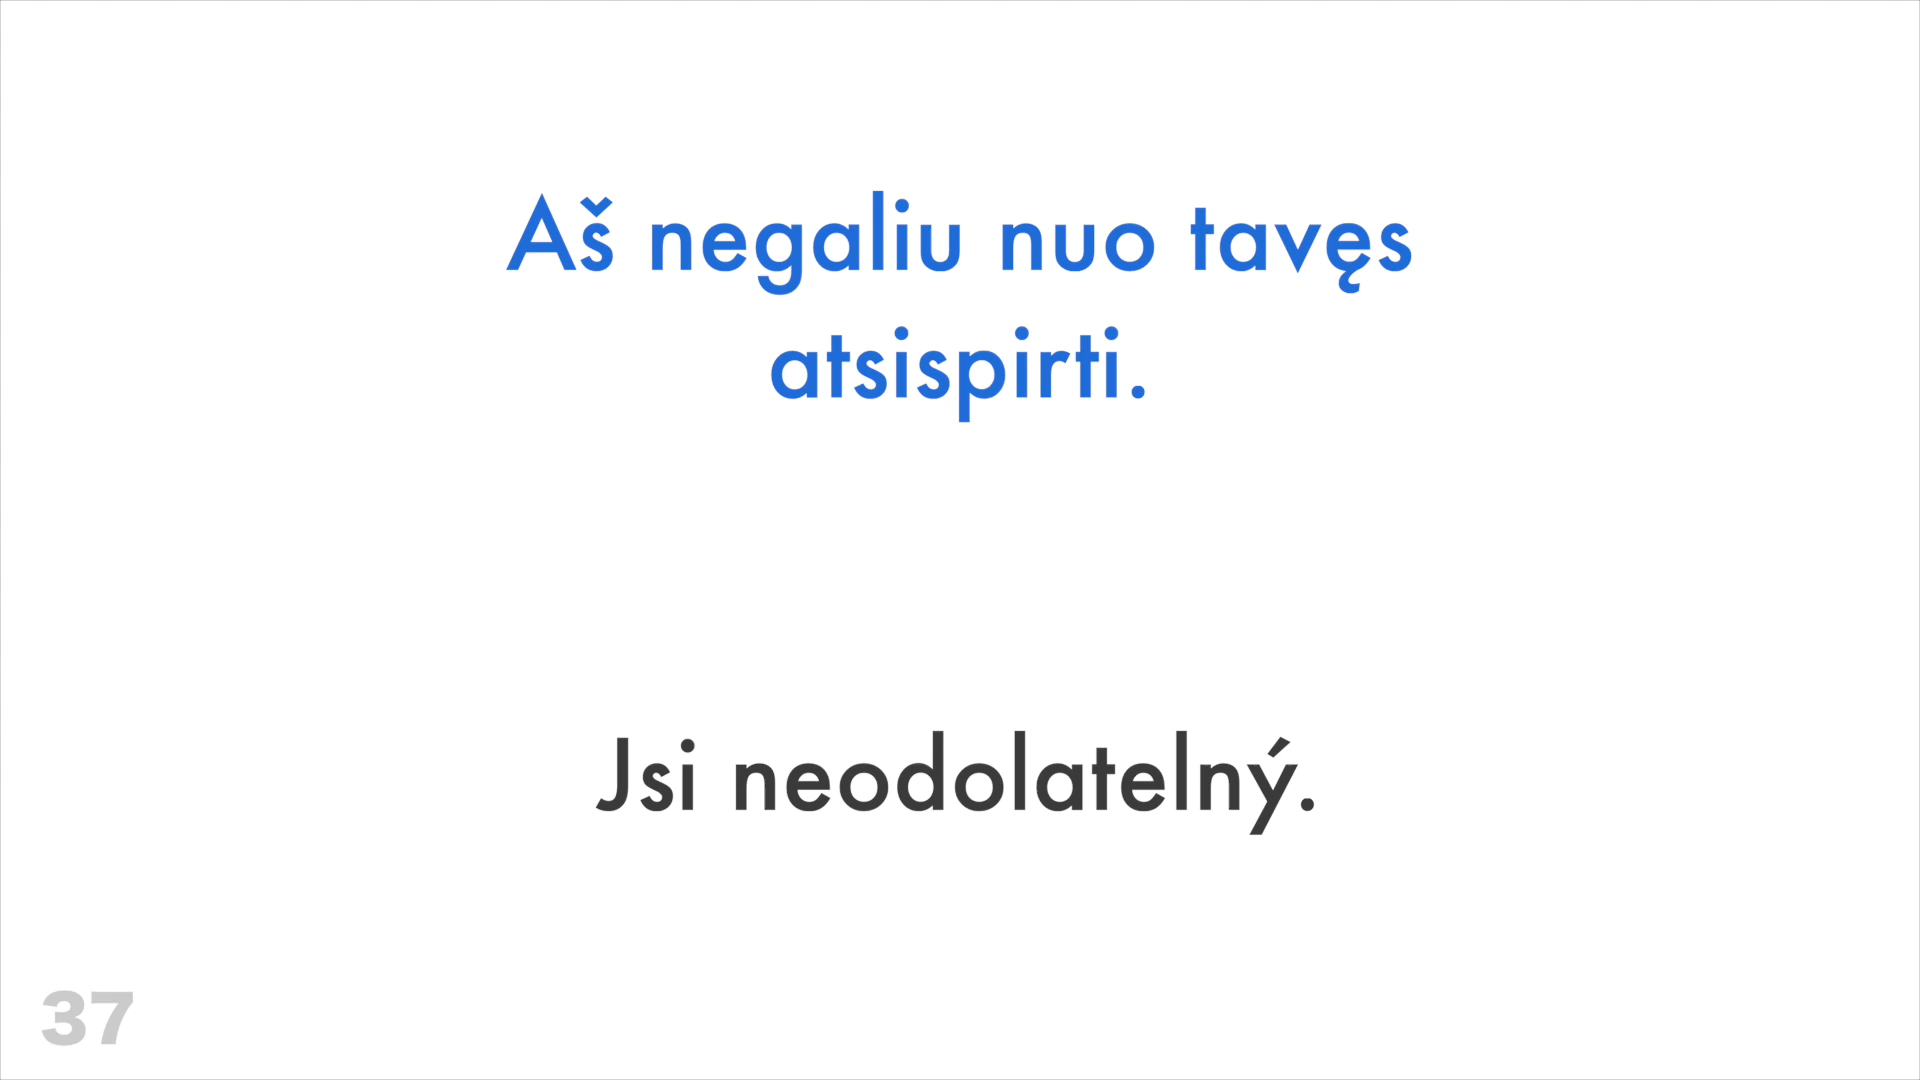 Aš negaliu nuo tavęs
atsispirti.
Jsi neodolatelný.
37